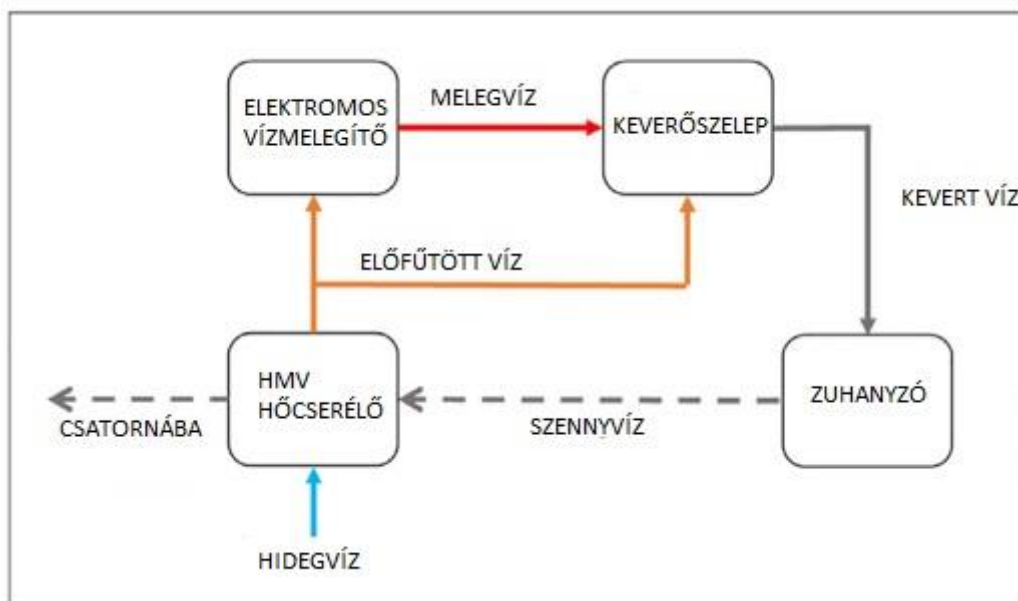 ELEKTROMOS
VÍZMELEGÍTŐ
MELEGVÍZ
KEVERŐSZELEP
KEVERT VÍZ
ELŐFŰTÖTT VÍZ
HMV
HŐCSERÉLŐ
ZUHANYZÓ
CSATORNÁBA
SZENNYVÍZ
HIDEGVÍZ